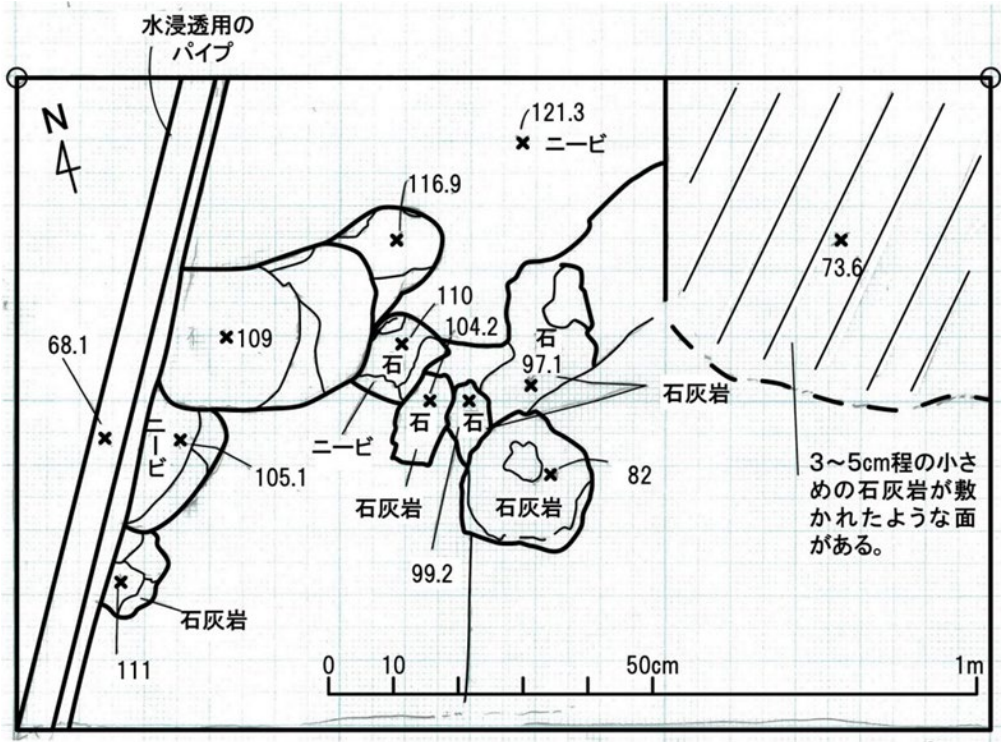 水浸透用の
パイプ
N
121.3
ニービ
116.9
73.6
110
104.2
109
68.1
石
石
97.1
石灰岩
石
石
ニービ
ニービ
105.1
82
石灰岩
石灰岩
3～5cm程の小さ
めの石灰岩が敷
かれたような面
がある。
99.2
石灰岩
111
0 10 50cm 1m